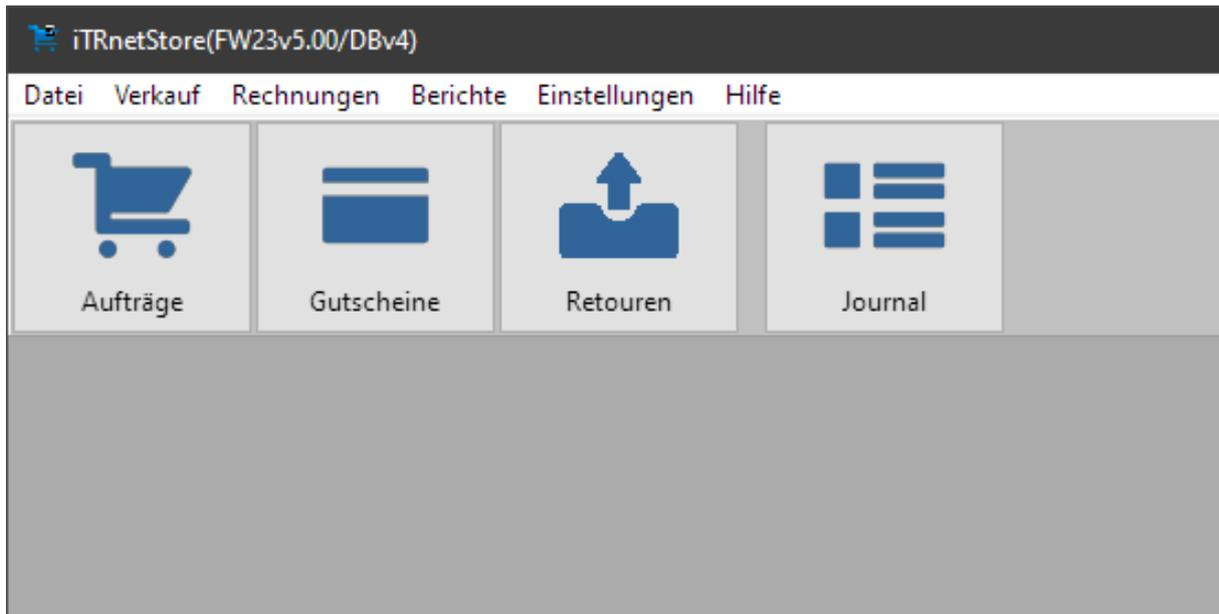 iTRnetStore(FW23v5.00/DBv4)
Datei Verkauf Rechnungen Berichte Einstellungen Hilfe
Aufträge Gutscheine Retouren Journal